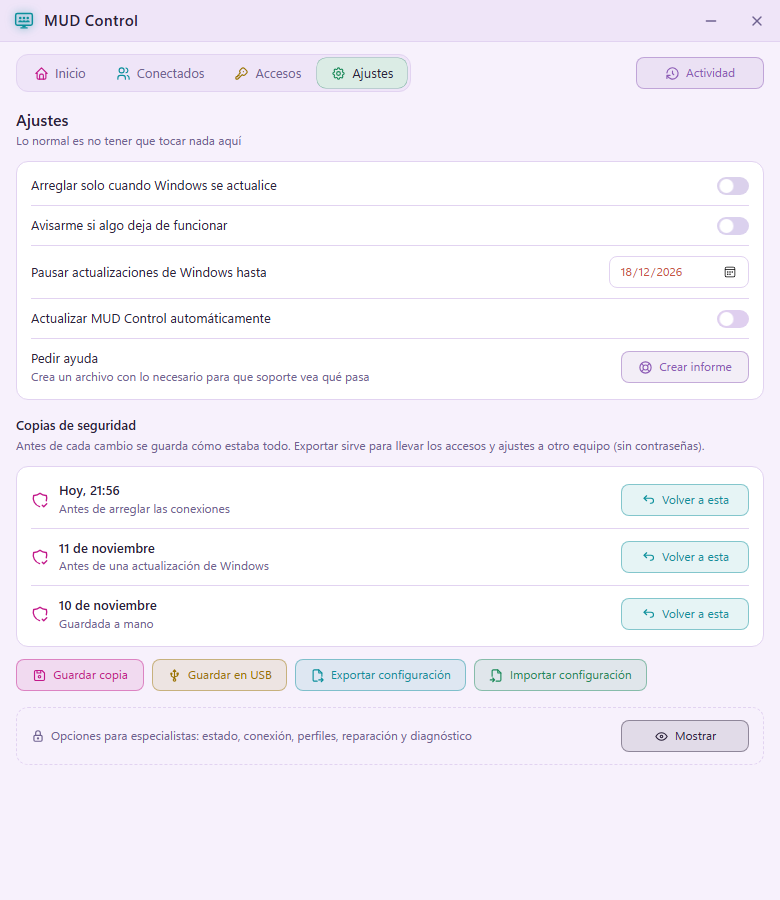 MUD Control
Inicio
Conectados
Accesos
Ajustes
Actividad
Ajustes
Lo normal es no tener que tocar nada aquí
Arreglar solo cuando Windows se actualice
Avisarme si algo deja de funcionar
Pausar actualizaciones de Windows hasta
18/12/2026
Actualizar MUD Control automáticamente
Pedir ayuda
Crea un archivo con lo necesario para que soporte vea qué pasa
Crear informe
Copias de seguridad
Antes de cada cambio se guarda cómo estaba todo. Exportar sirve para llevar los accesos y ajustes a otro equipo (sin contraseñas).
Hoy, 21:56
Antes de arreglar las conexiones
Volver a esta
11 de noviembre
Antes de una actualización de Windows
Volver a esta
10 de noviembre
Guardada a mano
Volver a esta
Guardar copia
Guardar en USB
Exportar configuración
Importar configuración
Opciones para especialistas: estado, conexión, perfiles, reparación y diagnóstico
Mostrar